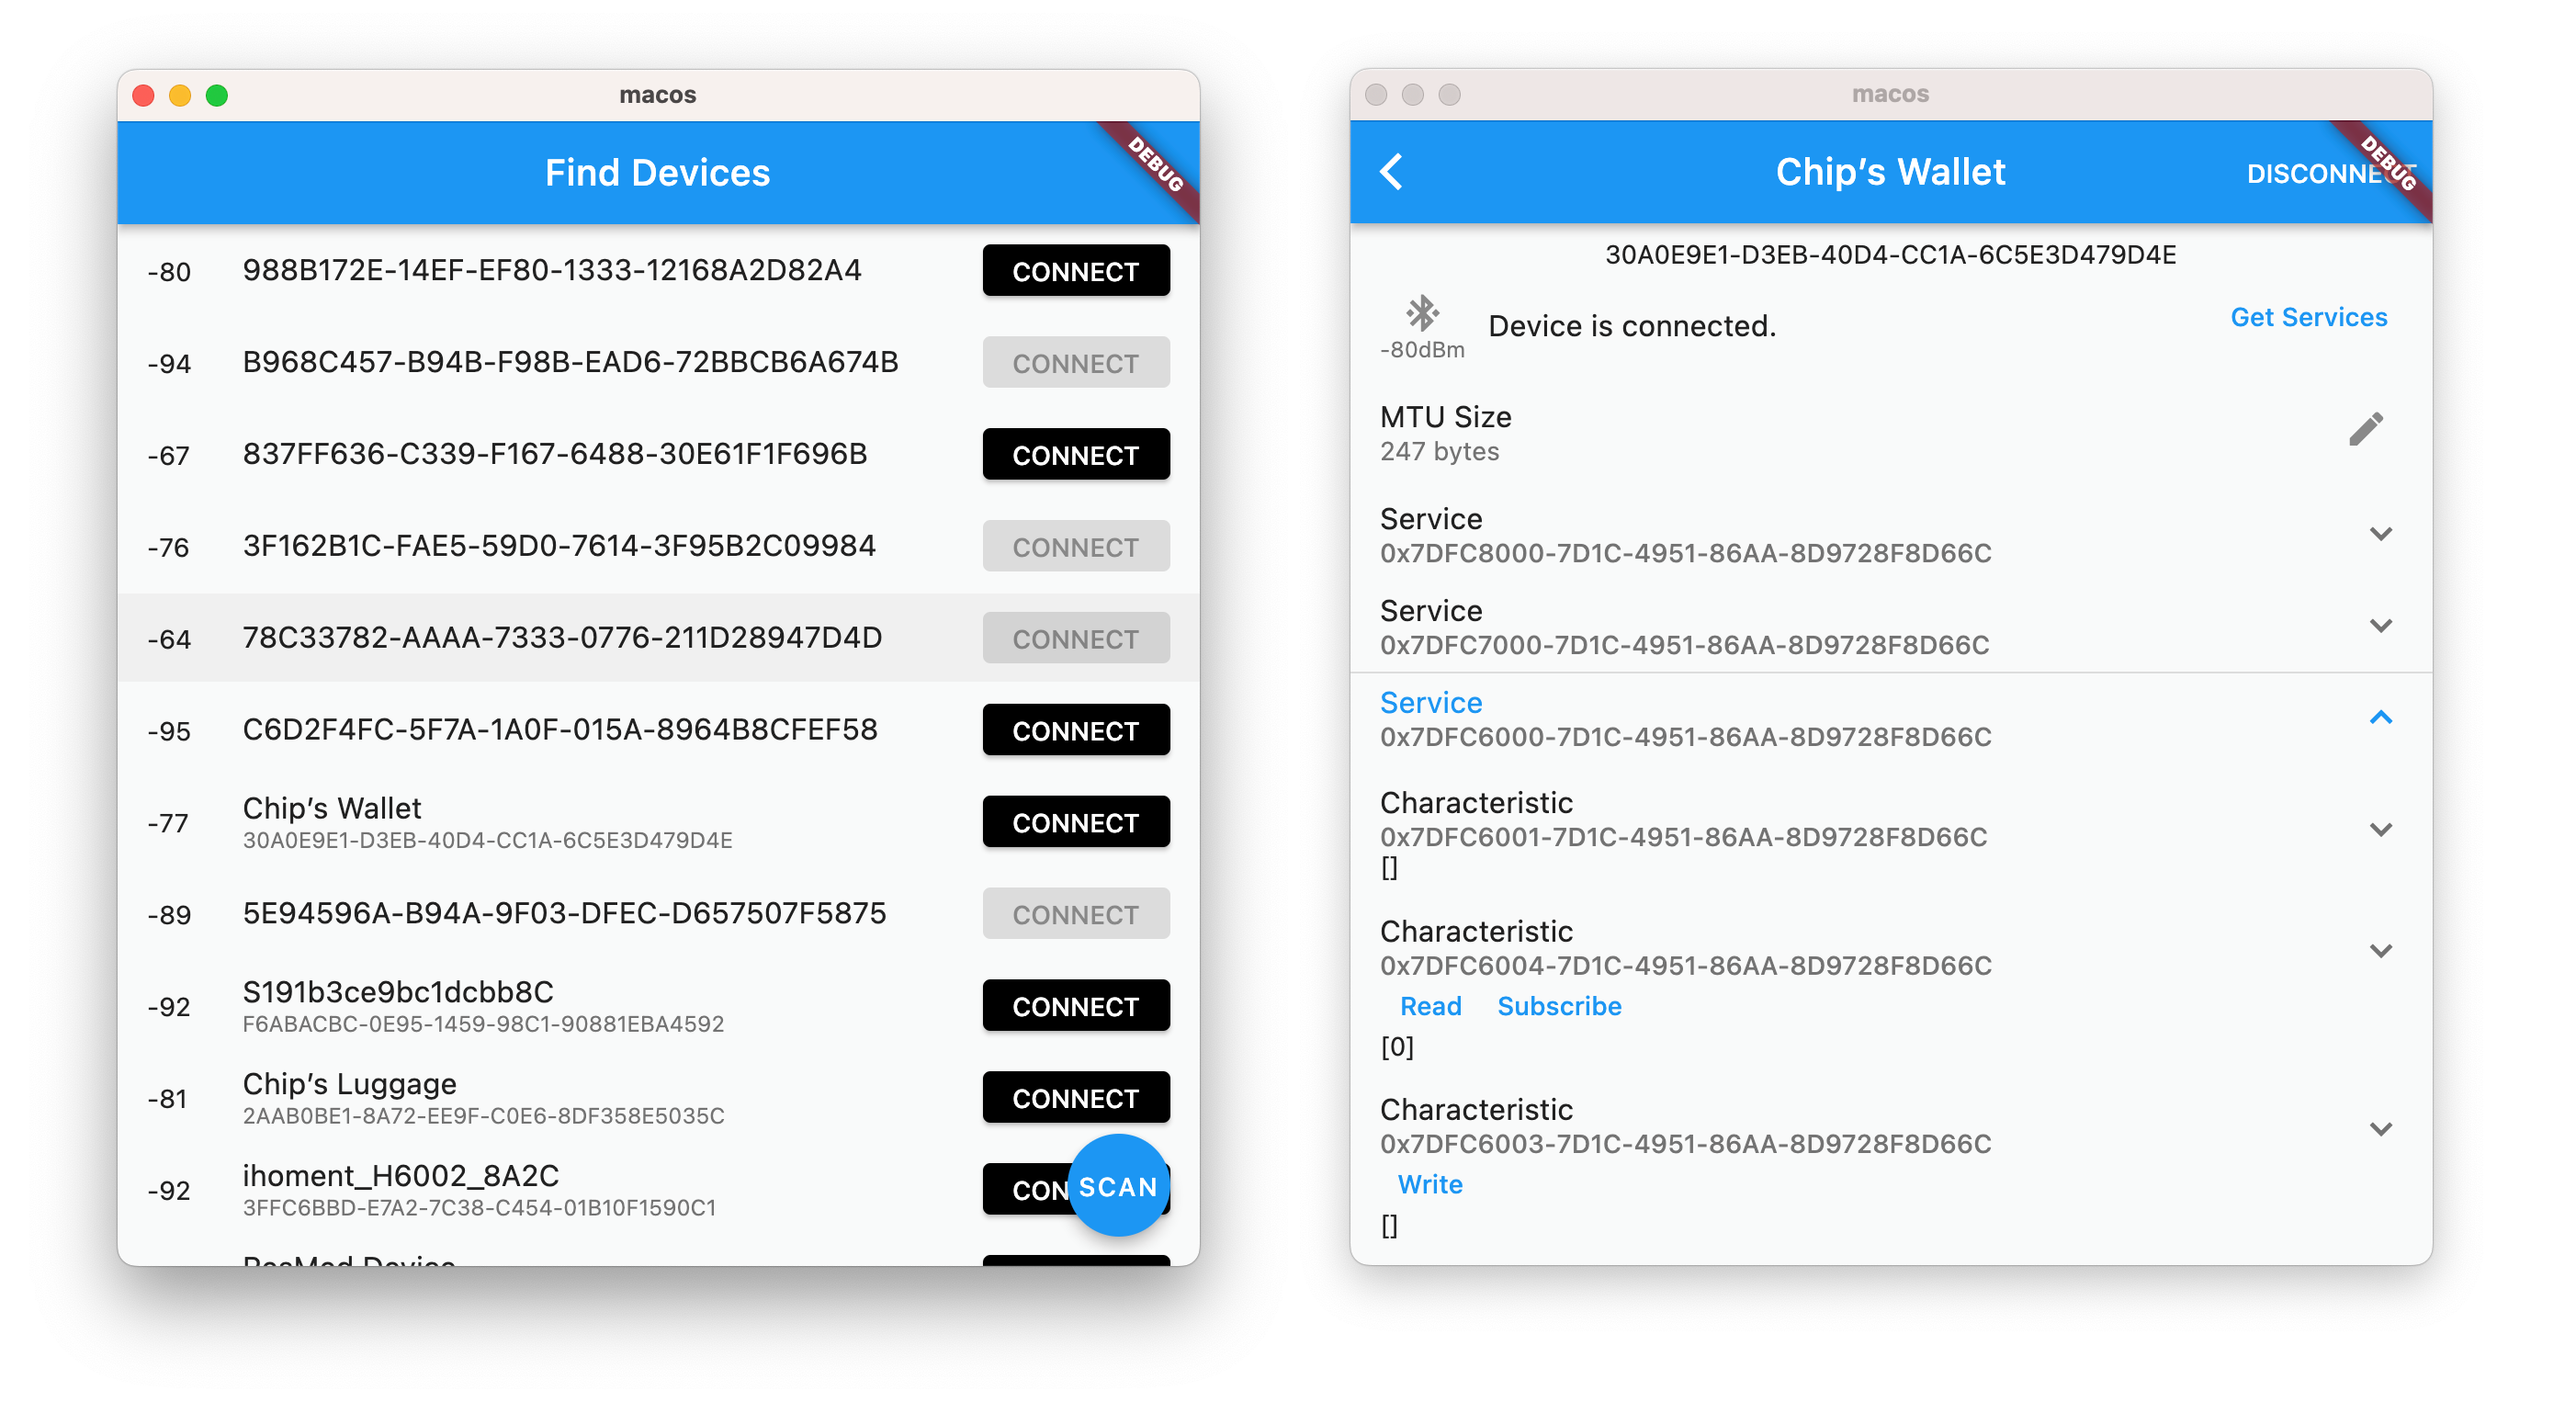 macos
Find Devices
DEBUG
-80 988B172E-14EF-EF80-1333-12168A2D82A4 CONNECT
-94 B968C457-B94B-F98B-EAD6-72BBCB6A674B CONNECT
-67 837FF636-C339-F167-6488-30E61F1F696B CONNECT
-76 3F162B1C-FAE5-59D0-7614-3F95B2C09984 CONNECT
-64 78C33782-AAAA-7333-0776-211D28947D4D CONNECT
-95 C6D2F4FC-5F7A-1A0F-015A-8964B8CFEF58 CONNECT
Chip's Wallet
-77 CONNECT
30A0E9E1-D3EB-40D4-CC1A-6C5E3D479D4E
-89 5E94596A-B94A-9F03-DFEC-D657507F5875 CONNECT
S191b3ce9bc1dcbb8C
-92 CONNECT
F6ABACBC-0E95-1459-98C1-90881EBA4592
Chip's Luggage
-81 CONNECT
2AAB0BE1-8A72-EE9F-C0E6-8DF358E5035C
ihoment_H6002_8A2C
-92 CON SCAN
3FFC6BBD-E7A2-7C38-C454-01B10F1590C1
ResMed Device
macos
Chip's Wallet
DISCONNECT
DEBUG
30A0E9E1-D3EB-40D4-CC1A-6C5E3D479D4E
-80dBm
Device is connected.
Get Services
MTU Size
247 bytes
Service
0x7DFC8000-7D1C-4951-86AA-8D9728F8D66C
Service
0x7DFC7000-7D1C-4951-86AA-8D9728F8D66C
Service
0x7DFC6000-7D1C-4951-86AA-8D9728F8D66C
Characteristic
0x7DFC6001-7D1C-4951-86AA-8D9728F8D66C
[]
Characteristic
0x7DFC6004-7D1C-4951-86AA-8D9728F8D66C
Read Subscribe
[0]
Characteristic
0x7DFC6003-7D1C-4951-86AA-8D9728F8D66C
Write
[]